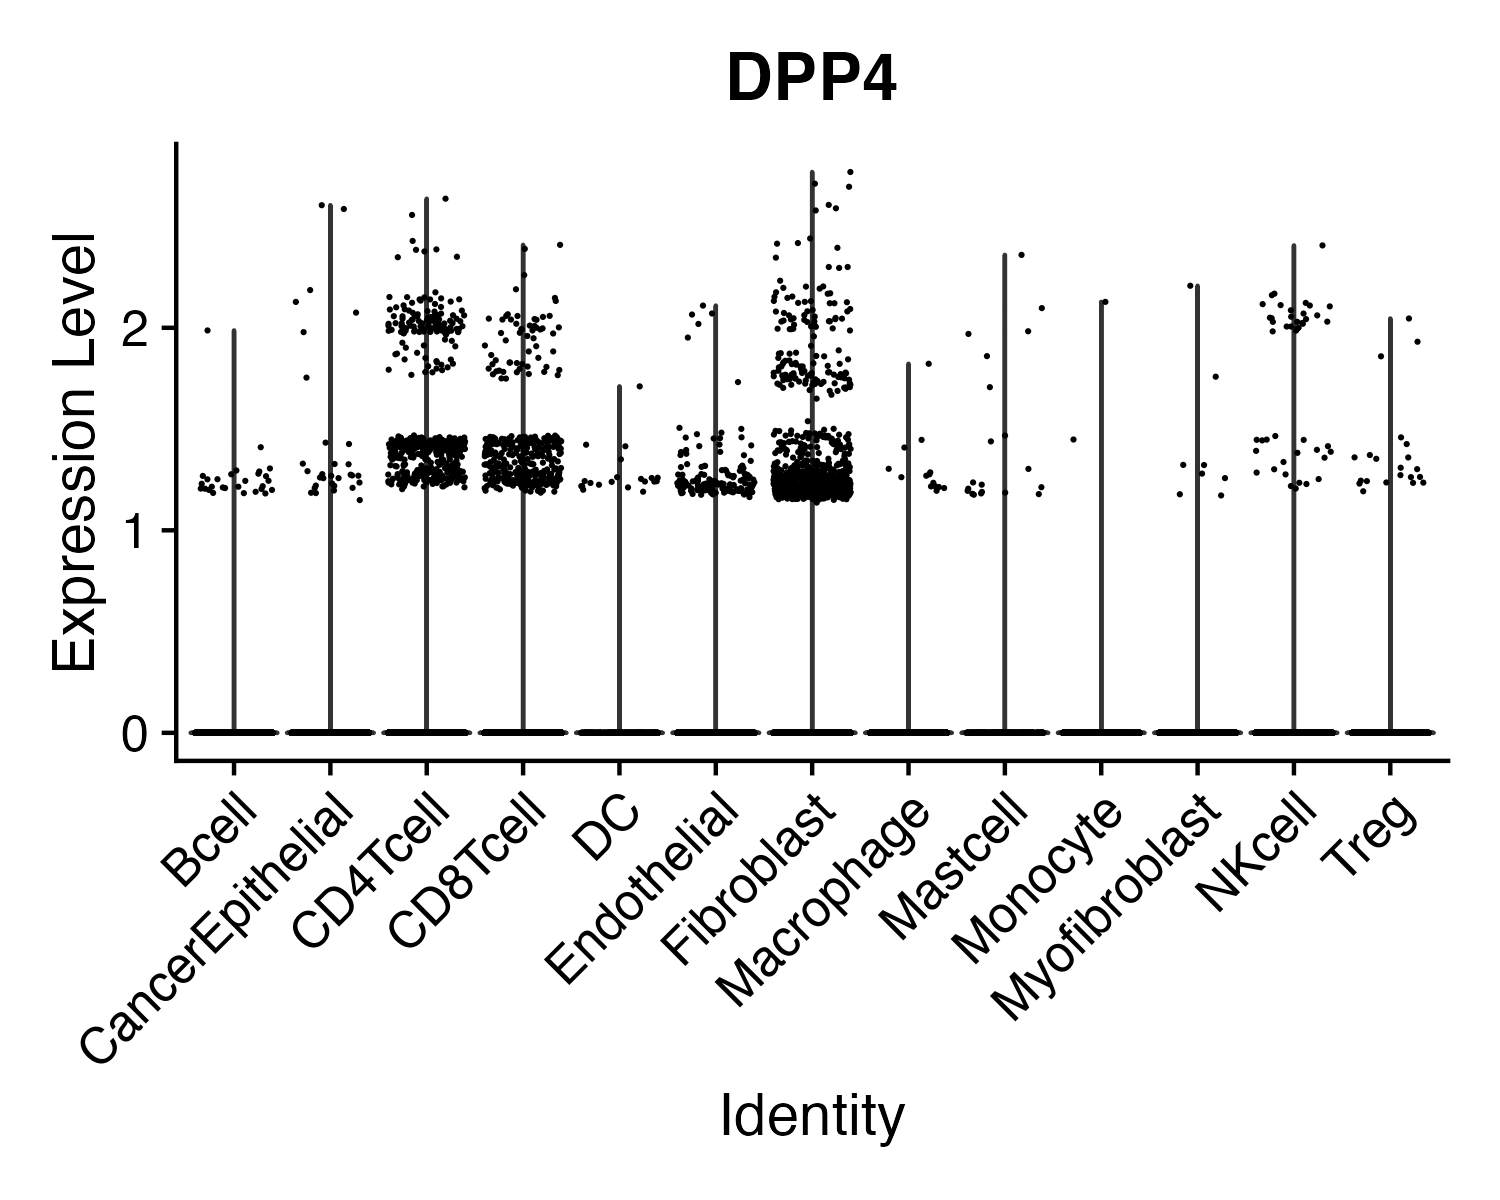 DPP4
Expression Level
2
1
0
Bcell
CancerEpithelial
CD4Tcell
CD8Tcell
DC
Endothelial
Fibroblast
Macrophage
Mastcell
Monocyte
Myofibroblast
NKcell
Treg
Identity